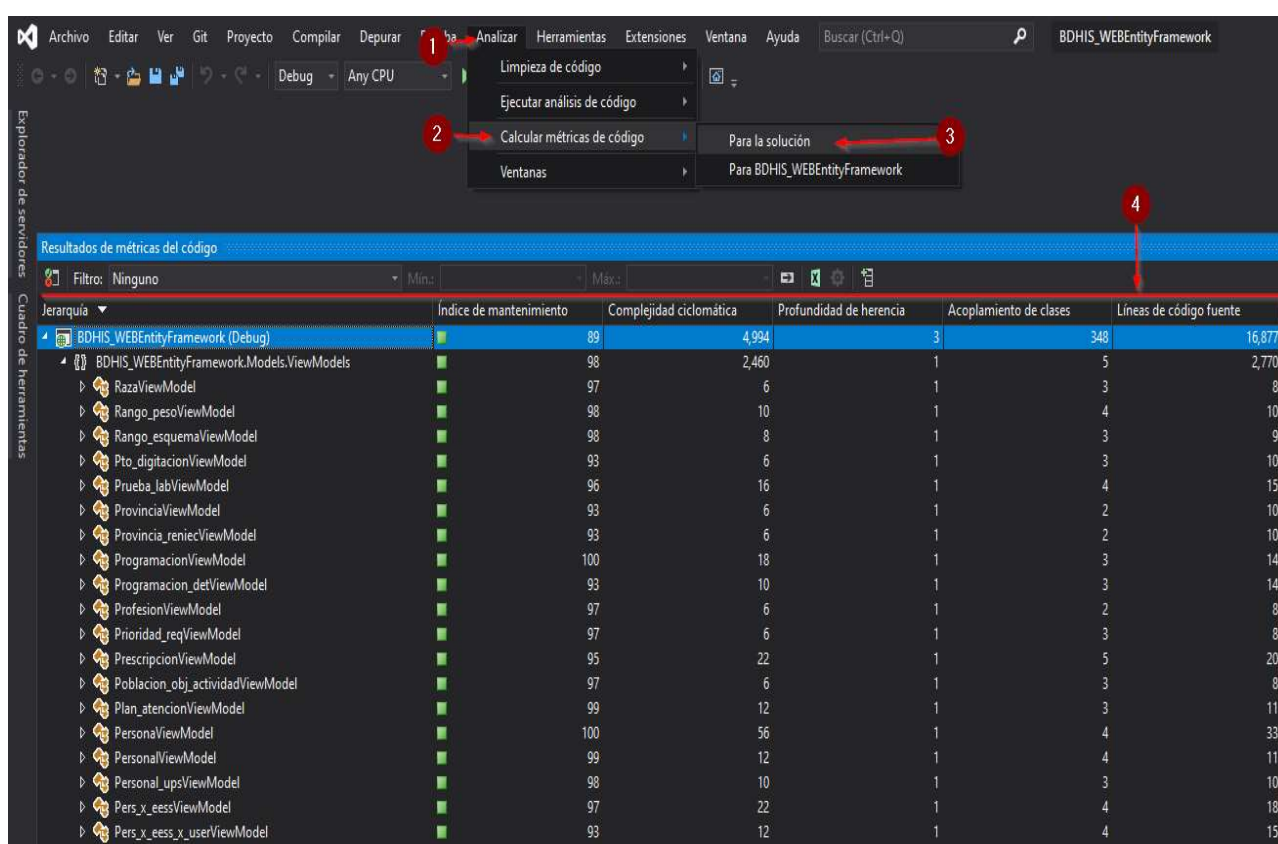 Archivo Editar Ver Git Proyecto Compilar Depurar Analizar Herramientas Extensiones Ventana Ayuda Buscar (Ctrl+Q) BDHIS_WEBEntityFramework
1
Debug Any CPU
Limpieza de código
Ejecutar análisis de código
2 Calcular métricas de código
Ventanas
Para la solución 3
Para BDHIS_WEBEntityFramework
4
Explorador de servidores
Cuadro de herramientas
Resultados de métricas del código
Filtro: Ninguno Mín.: Máx.:
Jerarquía Índice de mantenimiento Complejidad ciclomática Profundidad de herencia Acoplamiento de clases Líneas de código fuente
BDHIS_WEBEntityFramework (Debug) 89 4,994 3 348 16,877
BDHIS_WEBEntityFramework.Models.ViewModels 98 2,460 1 5 2,770
RazaViewModel 97 6 1 3 8
Rango_pesoViewModel 98 10 1 4 10
Rango_esquemaViewModel 98 8 1 3 9
Pto_digitacionViewModel 93 6 1 3 10
Prueba_labViewModel 96 16 1 4 15
ProvinciaViewModel 93 6 1 2 10
Provincia_reniecViewModel 93 6 1 2 10
ProgramacionViewModel 100 18 1 3 14
Programacion_detViewModel 93 10 1 3 14
ProfesionViewModel 97 6 1 2 8
Prioridad_reqViewModel 97 6 1 3 8
PrescripcionViewModel 95 22 1 5 20
Poblacion_obj_actividadViewModel 97 6 1 3 8
Plan_atencionViewModel 99 12 1 3 11
PersonaViewModel 100 56 1 4 33
PersonalViewModel 99 12 1 4 11
Personal_upsViewModel 98 10 1 3 10
Pers_x_eessViewModel 97 22 1 4 18
Pers_x_eess_x_userViewModel 93 12 1 4 15